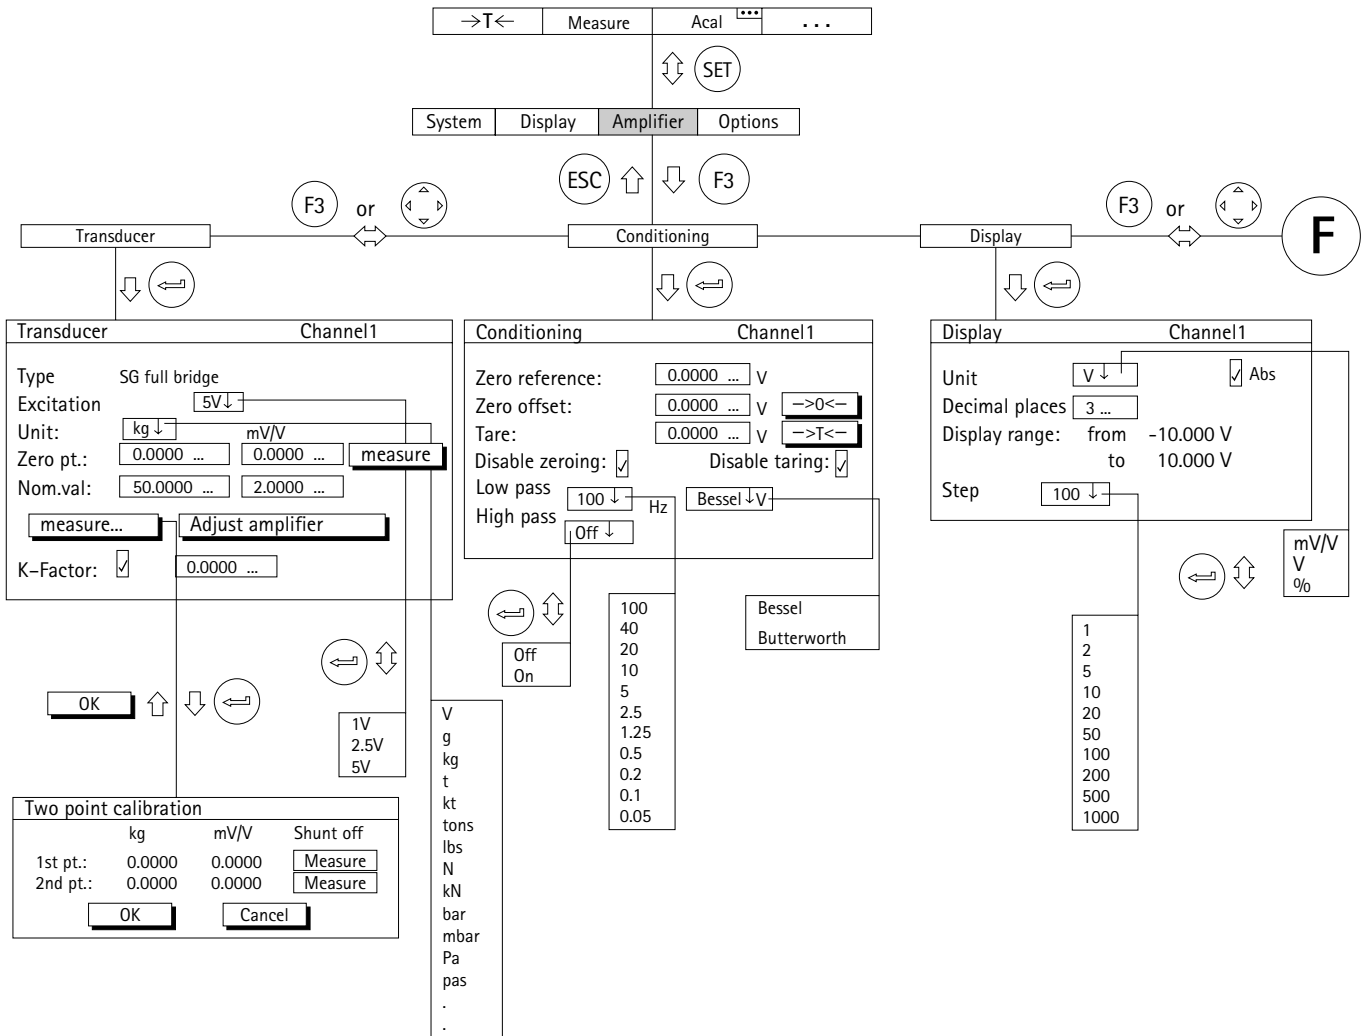 →T← Measure Acal ... . . .
SET
System Display Amplifier Options
ESC F3
F3 or
F3 or
F
Transducer Conditioning Display
Transducer Channel1
Type SG full bridge
Excitation 5V↓
Unit: kg↓ mV/V
Zero pt.: 0.0000 ... 0.0000 ... measure
Nom.val: 50.0000 ... 2.0000 ...
measure... Adjust amplifier
K–Factor: ✓ 0.0000 ...
OK
1V
2.5V
5V
V
g
kg
t
kt
tons
lbs
N
kN
bar
mbar
Pa
pas
.
.
Two point calibration
kg mV/V Shunt off
1st pt.: 0.0000 0.0000 Measure
2nd pt.: 0.0000 0.0000 Measure
OK Cancel
Conditioning Channel1
Zero reference: 0.0000 ... V
Zero offset: 0.0000 ... V –>0<–
Tare: 0.0000 ... V –>T<–
Disable zeroing: ✓ Disable taring: ✓
Low pass 100 ↓ Hz Bessel↓V
High pass Off ↓
Off
On
100
40
20
10
5
2.5
1.25
0.5
0.2
0.1
0.05
Bessel
Butterworth
Display Channel1
Unit V↓ ✓ Abs
Decimal places 3 ...
Display range: from -10.000 V
to 10.000 V
Step 100 ↓
mV/V
V
%
1
2
5
10
20
50
100
200
500
1000